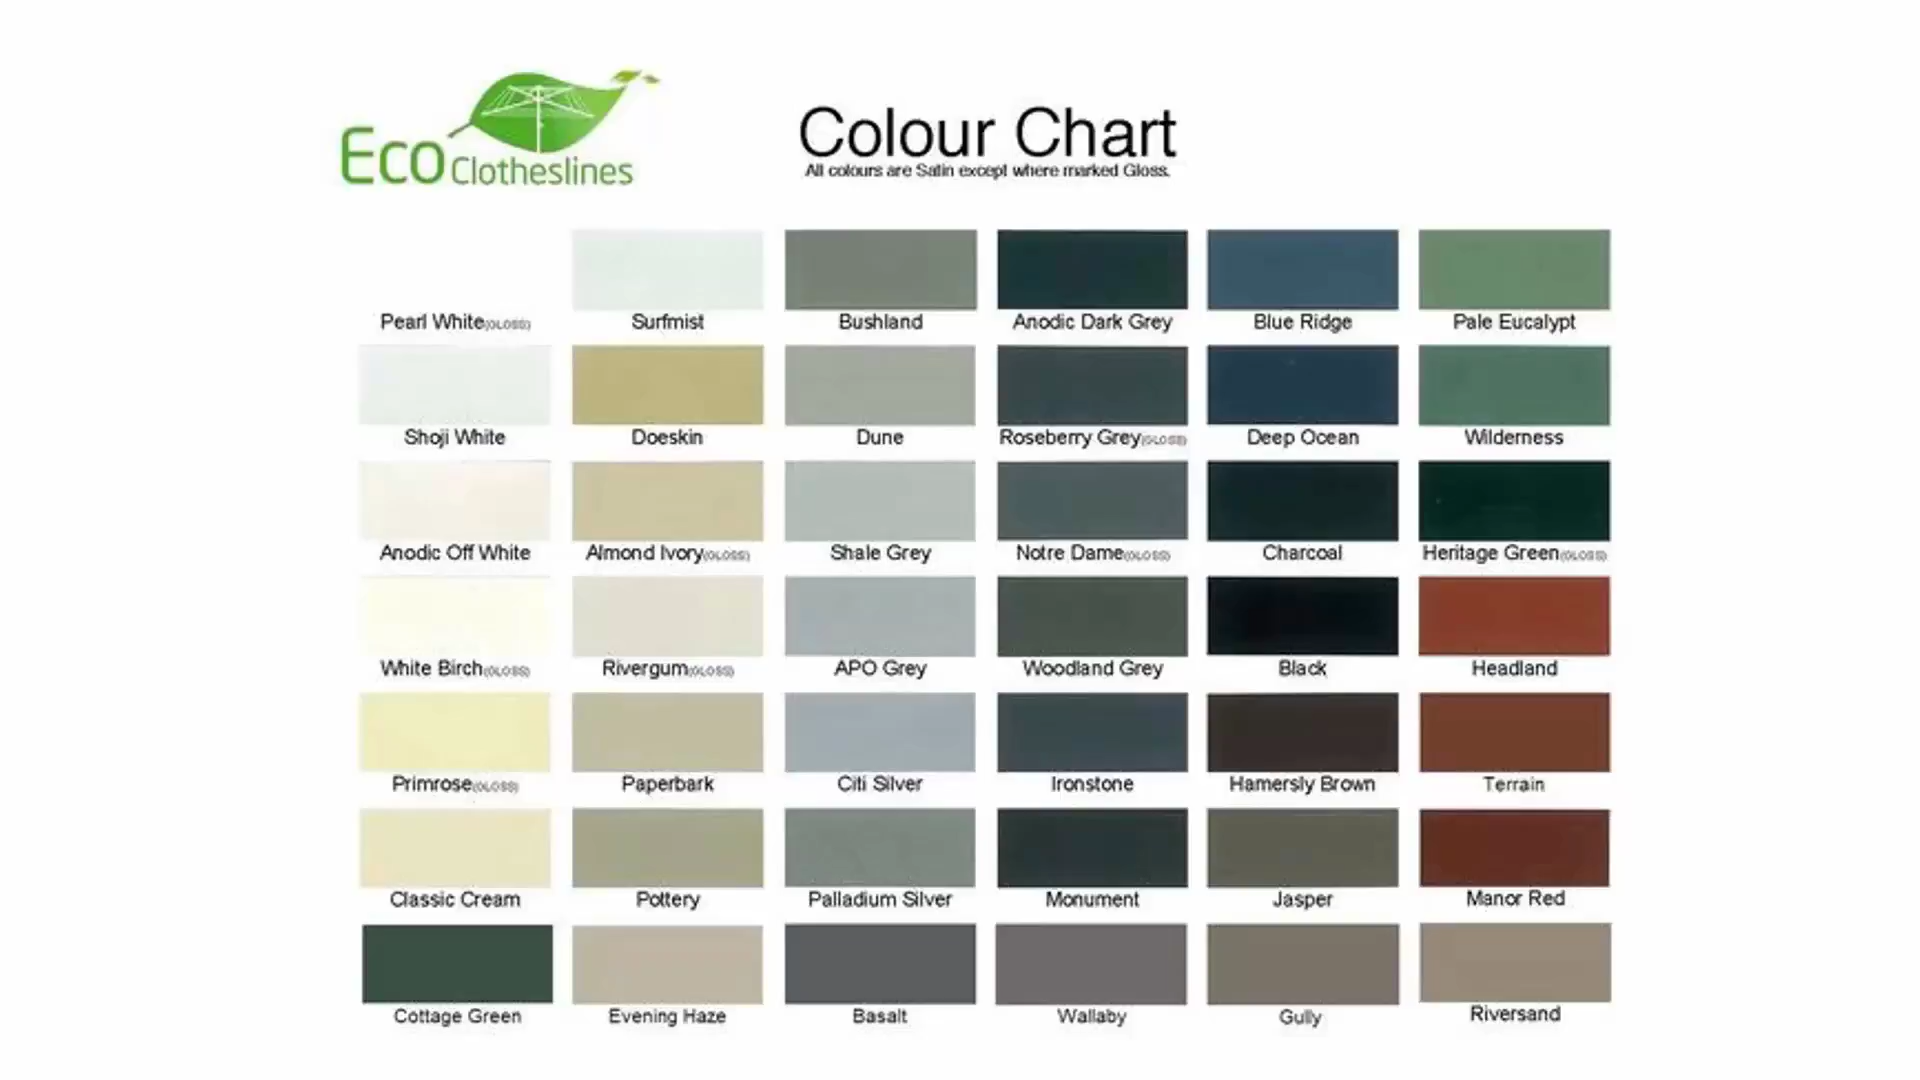 Eco Clotheslines
Colour Chart
All colours are Satin except where marked Gloss.
Pearl White(GLOSS) Surfmist Bushland Anodic Dark Grey Blue Ridge Pale Eucalypt
Shoji White Doeskin Dune Roseberry Grey(GLOSS) Deep Ocean Wilderness
Anodic Off White Almond Ivory(GLOSS) Shale Grey Notre Dame(GLOSS) Charcoal Heritage Green(GLOSS)
White Birch(GLOSS) Rivergum(GLOSS) APO Grey Woodland Grey Black Headland
Primrose(GLOSS) Paperbark Citi Silver Ironstone Hamersly Brown Terrain
Classic Cream Pottery Palladium Silver Monument Jasper Manor Red
Cottage Green Evening Haze Basalt Wallaby Gully Riversand